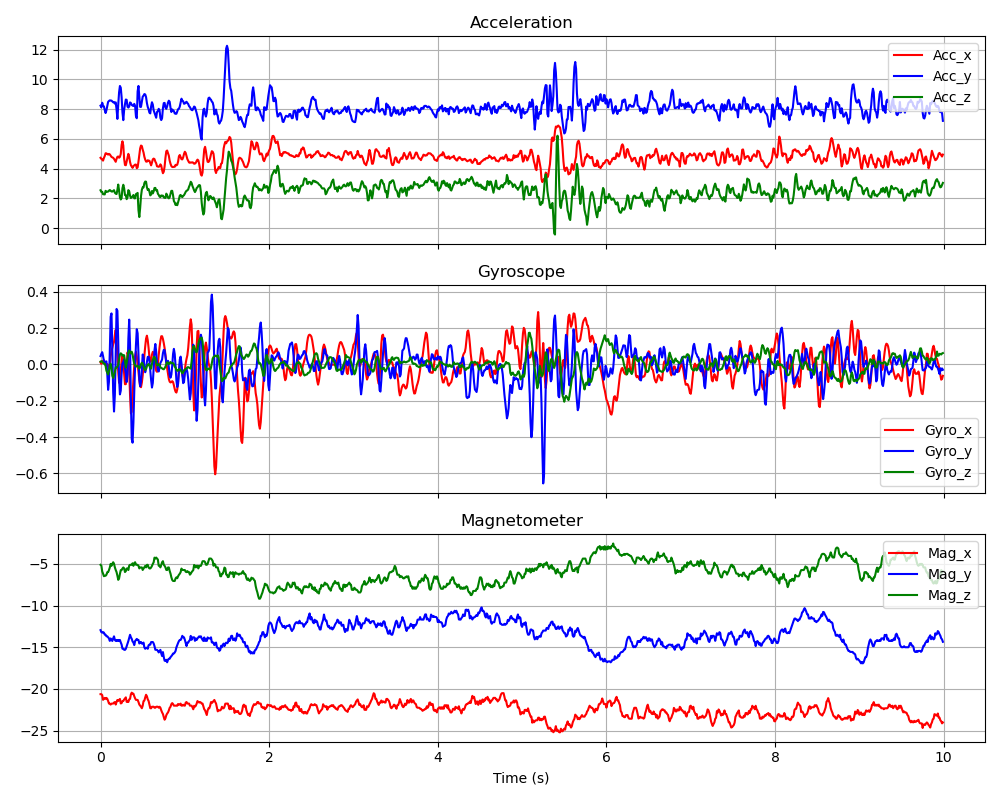 Acceleration
12
10
8
6
4
2
0
Acc_x
Acc_y
Acc_z
Gyroscope
0.4
0.2
0.0
−0.2
−0.4
−0.6
Gyro_x
Gyro_y
Gyro_z
Magnetometer
−5
−10
−15
−20
−25
Mag_x
Mag_y
Mag_z
0 2 4 6 8 10
Time (s)